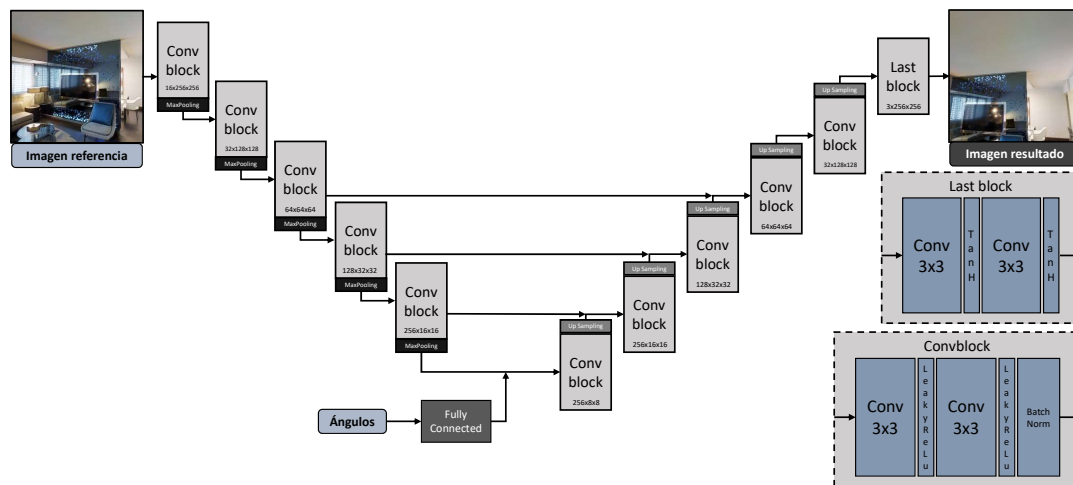 Conv
block
16x256x256
MaxPooling
Imagen referencia
Conv
block
32x128x128
MaxPooling
Conv
block
64x64x64
MaxPooling
Conv
block
128x32x32
MaxPooling
Conv
block
256x16x16
MaxPooling
Ángulos
Fully
Connected
Up Sampling
Conv
block
256x8x8
Up Sampling
Conv
block
256x16x16
Up Sampling
Conv
block
128x32x32
Up Sampling
Conv
block
64x64x64
Up Sampling
Conv
block
32x128x128
Last
block
3x256x256
Imagen resultado
Last block
Conv
3x3
TanH
Conv
3x3
TanH
Convblock
Conv
3x3
LeakyReLu
Conv
3x3
LeakyReLu
Batch
Norm